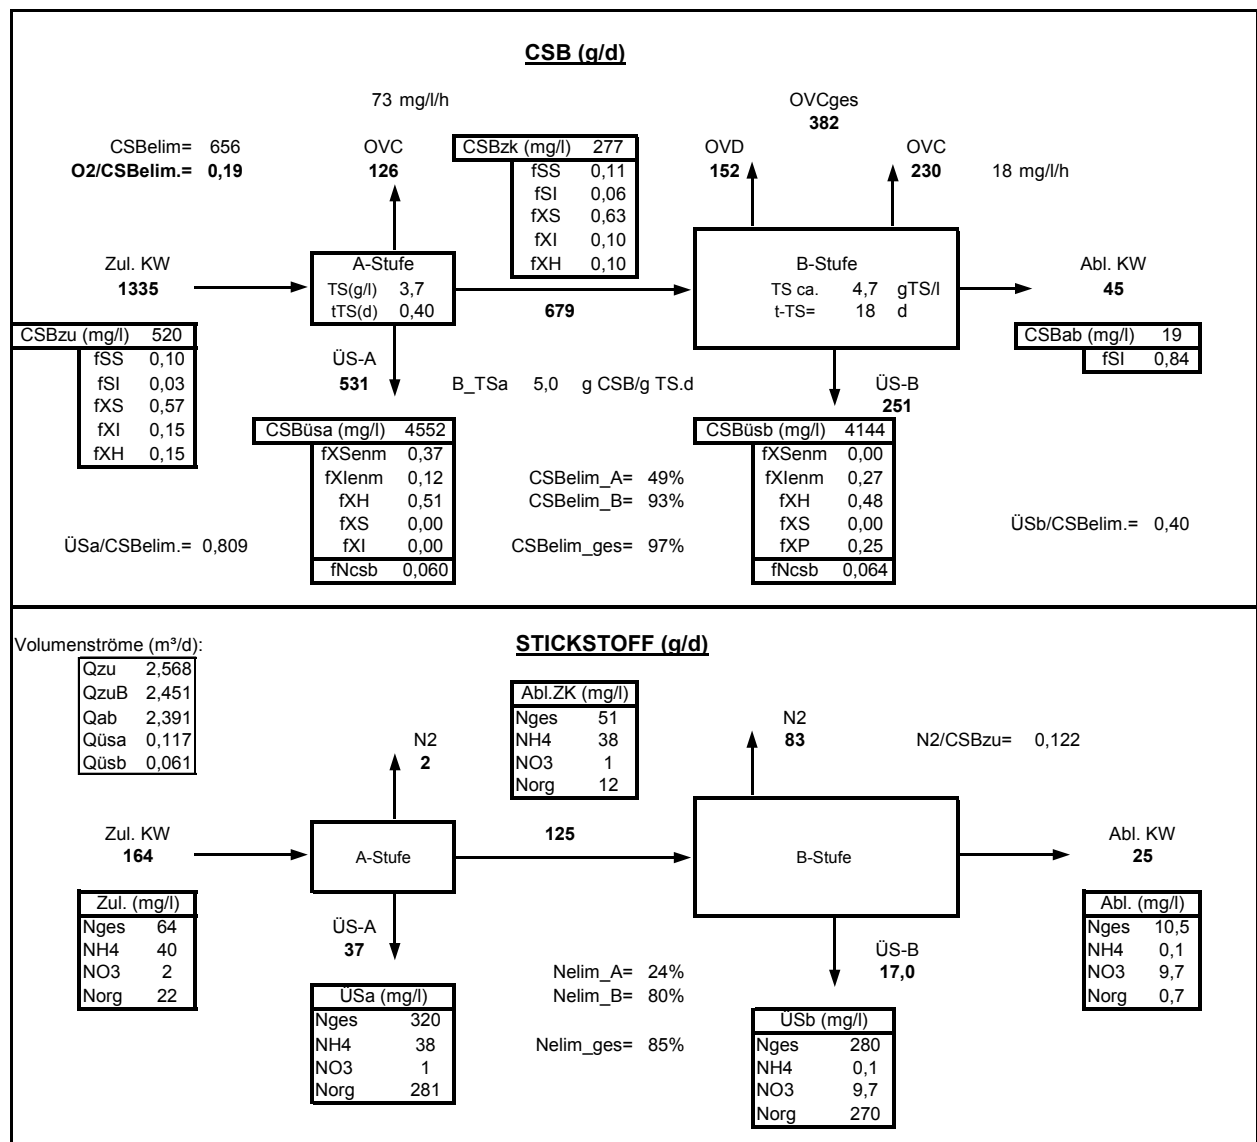 CSB (g/d)
73 mg/l/h
OVCges
382
CSBelim= 656
O2/CSBelim.= 0,19
OVC
126
CSBzk (mg/l) 277
fSS 0,11
fSI 0,06
fXS 0,63
fXI 0,10
fXH 0,10
OVD
152
OVC
230
18 mg/l/h
Zul. KW
1335
A-Stufe
TS(g/l) 3,7
tTS(d) 0,40
679
B-Stufe
TS ca. 4,7 gTS/l
t-TS= 18 d
Abl. KW
45
CSBzu (mg/l) 520
fSS 0,10
fSI 0,03
fXS 0,57
fXI 0,15
fXH 0,15
ÜS-A
531
B_TSa 5,0 g CSB/g TS.d
ÜS-B
251
CSBab (mg/l) 19
fSI 0,84
CSBüsa (mg/l) 4552
fXSenm 0,37
fXIenm 0,12
fXH 0,51
fXS 0,00
fXI 0,00
fNcsb 0,060
CSBelim_A= 49%
CSBelim_B= 93%
CSBelim_ges= 97%
CSBüsb (mg/l) 4144
fXSenm 0,00
fXIenm 0,27
fXH 0,48
fXS 0,00
fXP 0,25
fNcsb 0,064
ÜSa/CSBelim.= 0,809
ÜSb/CSBelim.= 0,40
STICKSTOFF (g/d)
Volumenströme (m³/d):
Qzu 2,568
QzuB 2,451
Qab 2,391
Qüsa 0,117
Qüsb 0,061
N2
2
Abl.ZK (mg/l)
Nges 51
NH4 38
NO3 1
Norg 12
N2
83
N2/CSBzu= 0,122
Zul. KW
164
A-Stufe
125
B-Stufe
Abl. KW
25
Zul. (mg/l)
Nges 64
NH4 40
NO3 2
Norg 22
ÜS-A
37
ÜSa (mg/l)
Nges 320
NH4 38
NO3 1
Norg 281
Nelim_A= 24%
Nelim_B= 80%
Nelim_ges= 85%
ÜS-B
17,0
ÜSb (mg/l)
Nges 280
NH4 0,1
NO3 9,7
Norg 270
Abl. (mg/l)
Nges 10,5
NH4 0,1
NO3 9,7
Norg 0,7